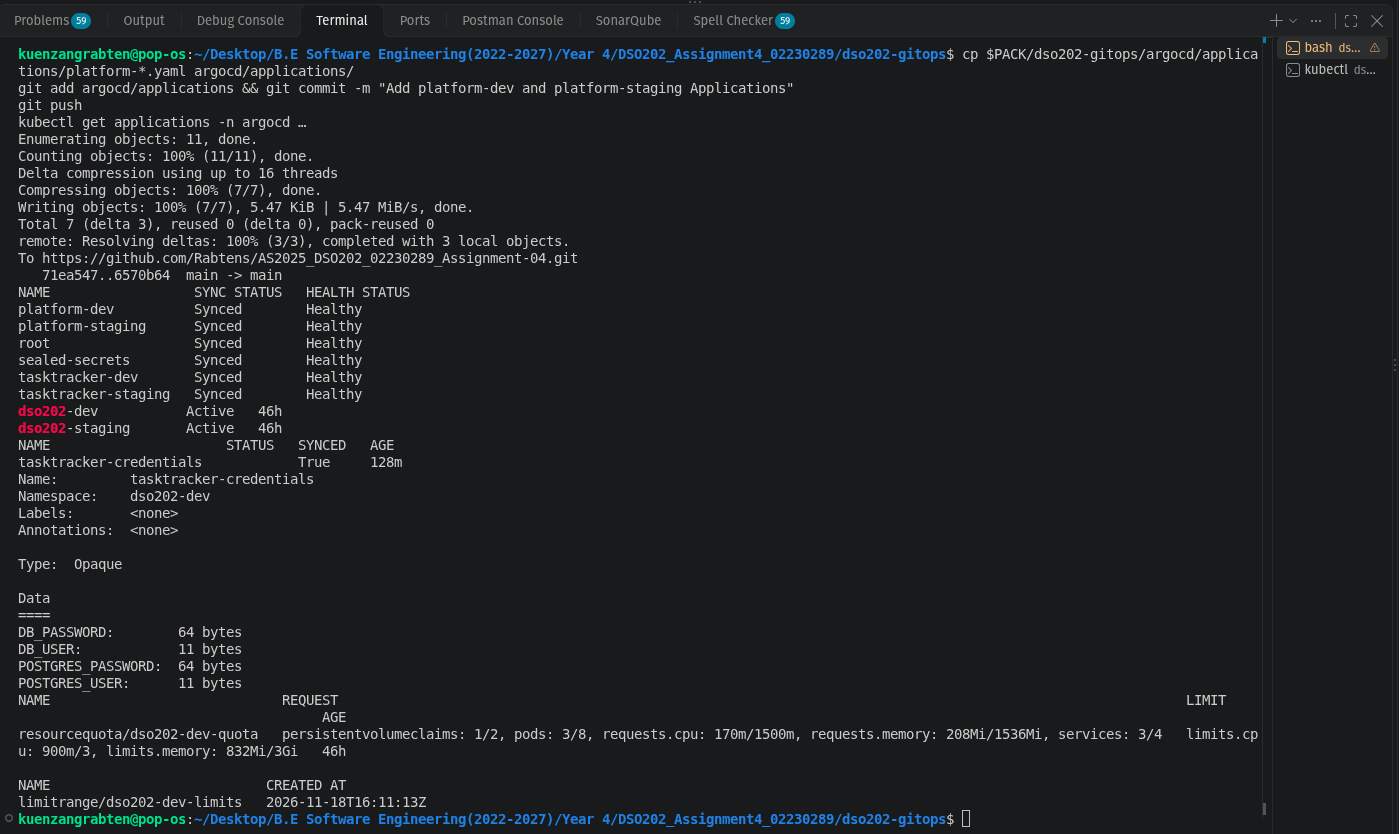 Problems 59 Output Debug Console Terminal Ports Postman Console SonarQube Spell Checker 59
kuenzangrabten@pop-os:~/Desktop/B.E Software Engineering(2022-2027)/Year 4/DSO202_Assignment4_02230289/dso202-gitops$ cp $PACK/dso202-gitops/argocd/applica
tions/platform-*.yaml argocd/applications/
git add argocd/applications && git commit -m "Add platform-dev and platform-staging Applications"
git push
kubectl get applications -n argocd …
Enumerating objects: 11, done.
Counting objects: 100% (11/11), done.
Delta compression using up to 16 threads
Compressing objects: 100% (7/7), done.
Writing objects: 100% (7/7), 5.47 KiB | 5.47 MiB/s, done.
Total 7 (delta 3), reused 0 (delta 0), pack-reused 0
remote: Resolving deltas: 100% (3/3), completed with 3 local objects.
To https://github.com/Rabtens/AS2025_DSO202_02230289_Assignment-04.git
   71ea547..6570b64  main -> main
NAME                  SYNC STATUS   HEALTH STATUS
platform-dev          Synced        Healthy
platform-staging      Synced        Healthy
root                  Synced        Healthy
sealed-secrets        Synced        Healthy
tasktracker-dev       Synced        Healthy
tasktracker-staging   Synced        Healthy
dso202-dev           Active   46h
dso202-staging       Active   46h
NAME                      STATUS   SYNCED   AGE
tasktracker-credentials            True     128m
Name:         tasktracker-credentials
Namespace:    dso202-dev
Labels:       <none>
Annotations:  <none>
Type:  Opaque
Data
====
DB_PASSWORD:        64 bytes
DB_USER:            11 bytes
POSTGRES_PASSWORD:  64 bytes
POSTGRES_USER:      11 bytes
NAME                             REQUEST                                                                                                          LIMIT
                                      AGE
resourcequota/dso202-dev-quota   persistentvolumeclaims: 1/2, pods: 3/8, requests.cpu: 170m/1500m, requests.memory: 208Mi/1536Mi, services: 3/4   limits.cp
u: 900m/3, limits.memory: 832Mi/3Gi   46h
NAME                           CREATED AT
limitrange/dso202-dev-limits   2026-11-18T16:11:13Z
kuenzangrabten@pop-os:~/Desktop/B.E Software Engineering(2022-2027)/Year 4/DSO202_Assignment4_02230289/dso202-gitops$
bash ds...
kubectl ds...